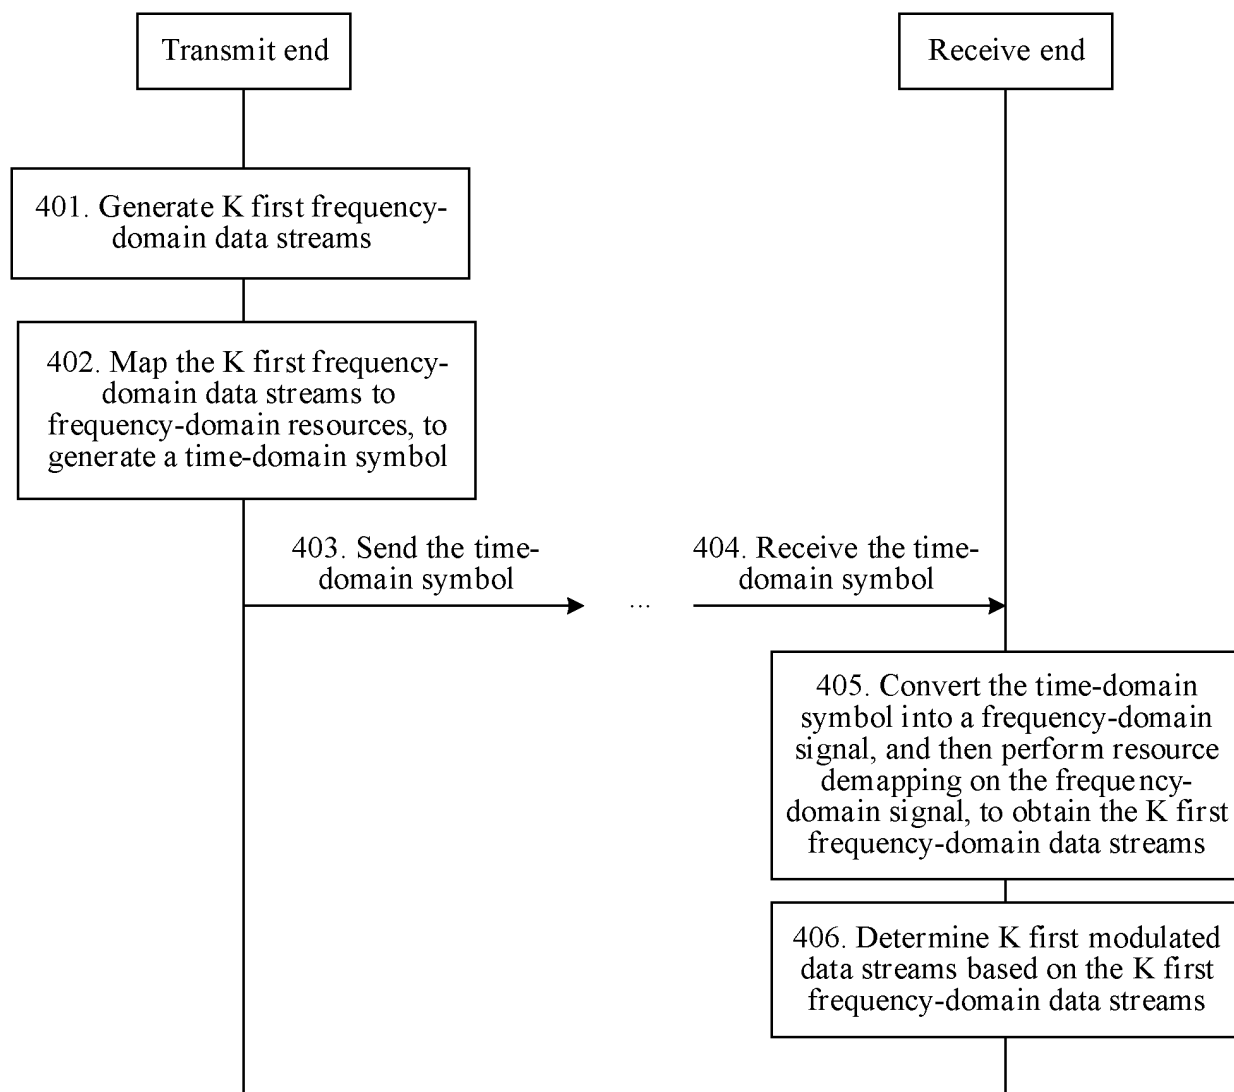 Transmit end
Receive end
401. Generate K first frequency-
domain data streams
402. Map the K first frequency-
domain data streams to
frequency-domain resources, to
generate a time-domain symbol
403. Send the time-
domain symbol
...
404. Receive the time-
domain symbol
405. Convert the time-domain
symbol into a frequency-domain
signal, and then perform resource
demapping on the frequency-
domain signal, to obtain the K first
frequency-domain data streams
406. Determine K first modulated
data streams based on the K first
frequency-domain data streams